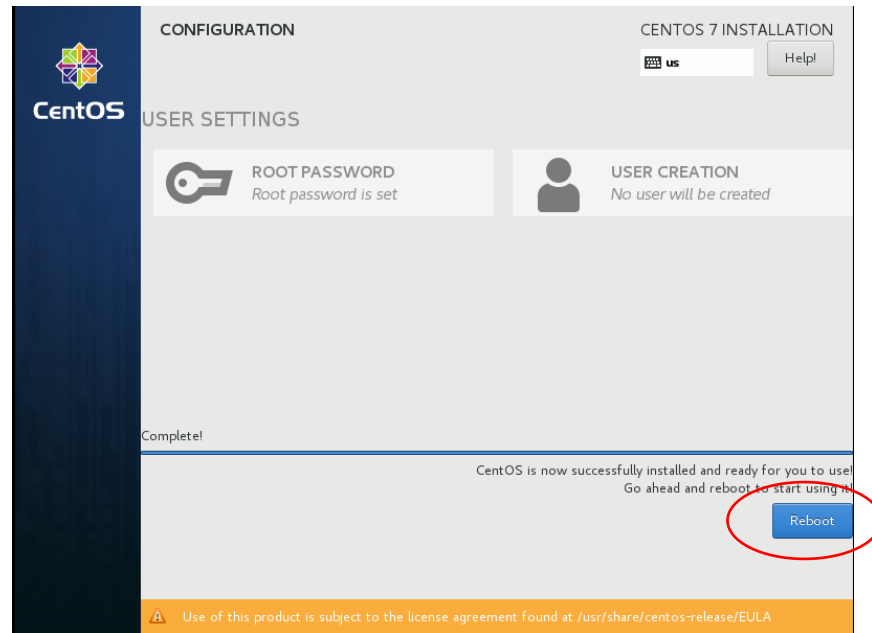 CONFIGURATION
CENTOS 7 INSTALLATION
us
Help!
CentOS
USER SETTINGS
ROOT PASSWORD
Root password is set
USER CREATION
No user will be created
Complete!
CentOS is now successfully installed and ready for you to use!
Go ahead and reboot to start using it!
Reboot
Use of this product is subject to the license agreement found at /usr/share/centos-release/EULA